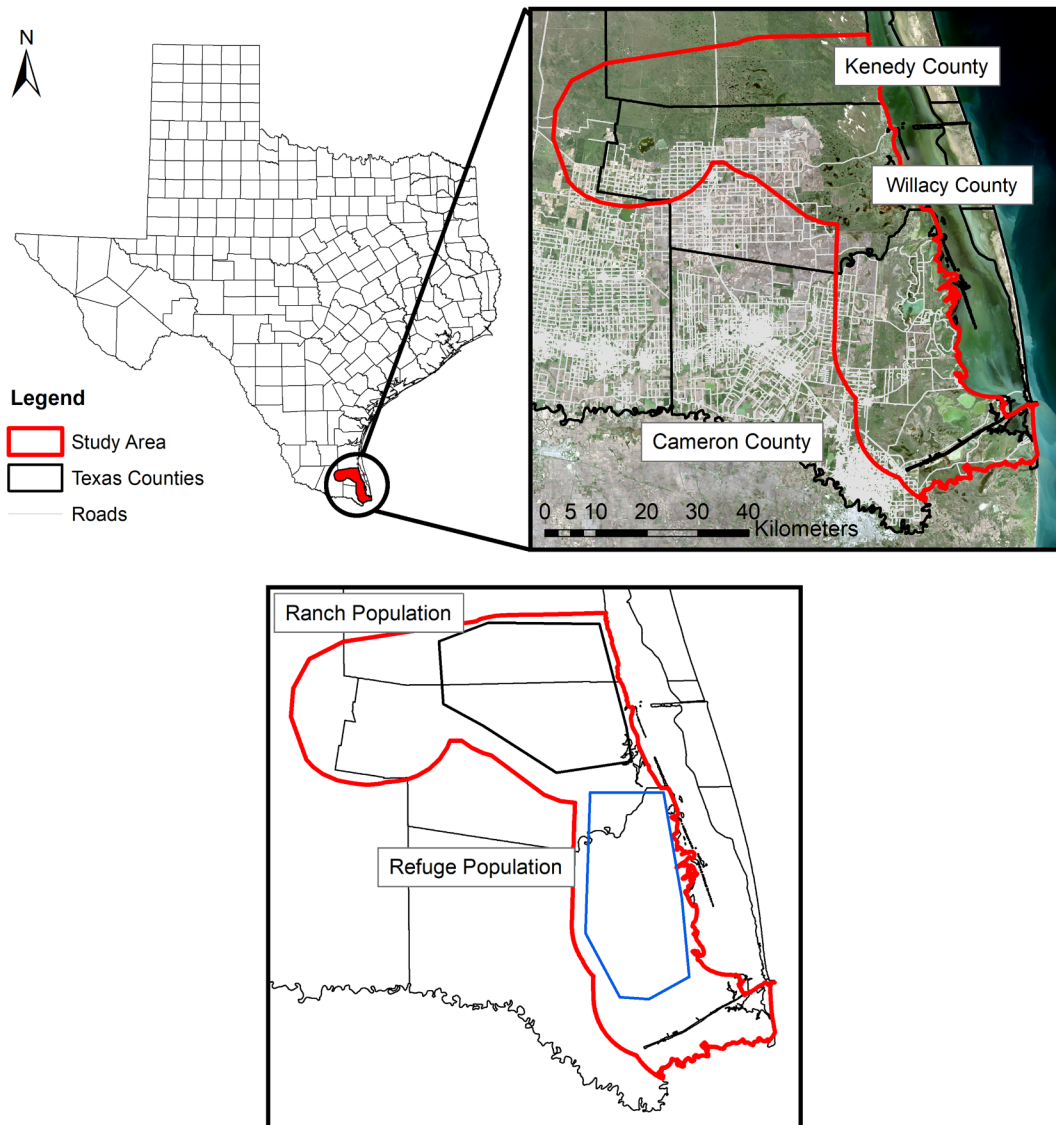 N
Kenedy County
Willacy County
Cameron County
0 5 10 20 30 40
Kilometers
Legend
Study Area
Texas Counties
Roads
Ranch Population
Refuge Population